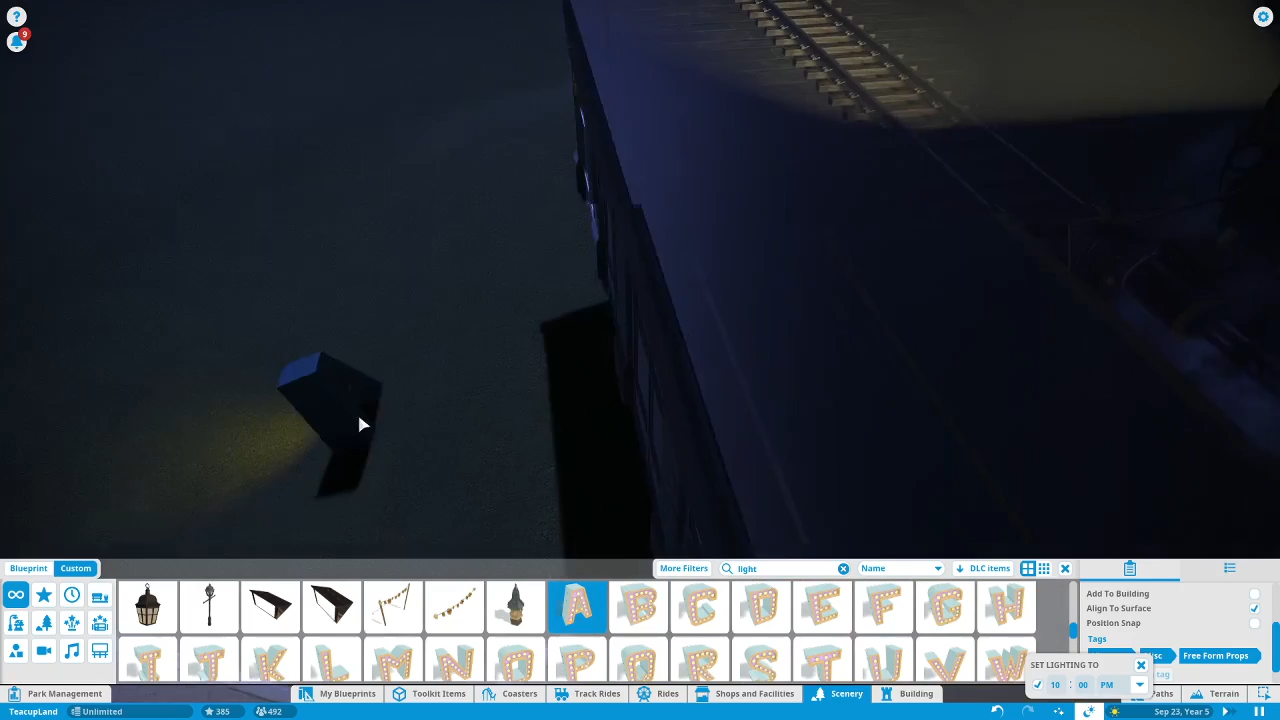 ?
9
Blueprint
Custom
More Filters
light
Name
DLC items
A B C D E F G H
I J K L M N O P Q R S T U V W
Add To Building
Align To Surface
Position Snap
Tags
Free Form Props
SET LIGHTING TO
10 : 00 PM
Park Management
My Blueprints
Toolkit Items
Coasters
Track Rides
Rides
Shops and Facilities
Scenery
Building
Paths
Terrain
TeacupLand
Unlimited
385
492
Sep 23, Year 5